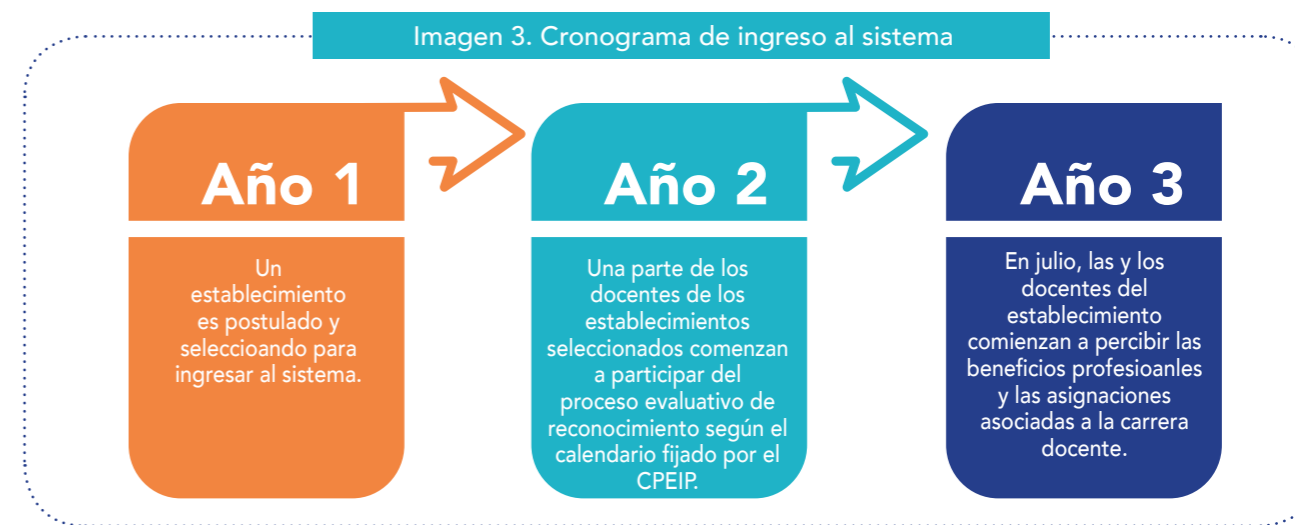 Imagen 3. Cronograma de ingreso al sistema
Año 1
Un
establecimiento
es postulado y
seleccioando para
ingresar al sistema.
Año 2
Una parte de los
docentes de los
establecimientos
seleccionados comenzan
a participar del
proceso evaluativo de
reconocimiento según el
calendario fijado por el
CPEIP.
Año 3
En julio, las y los
docentes del
establecimiento
comienzan a percibir las
beneficios profesioanles
y las asignaciones
asociadas a la carrera
docente.